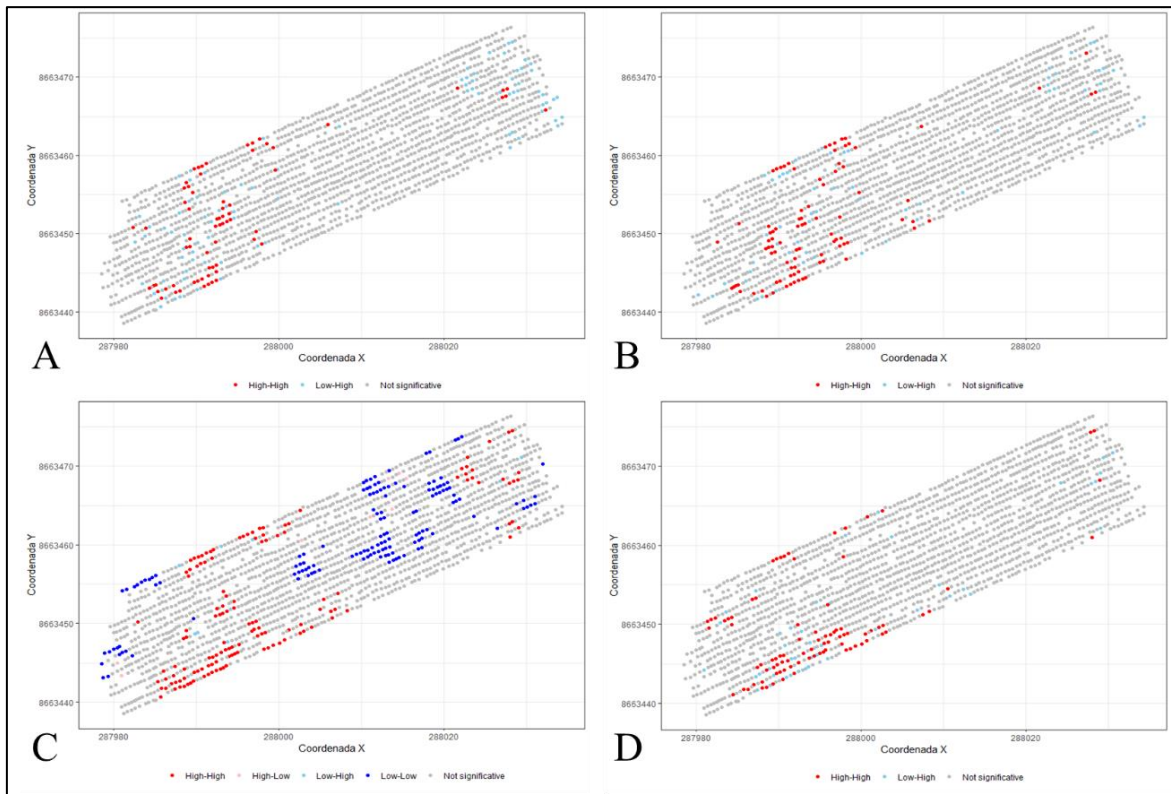 8663470
8663460
8663450
8663440
Coordenada Y
287980
288000
288020
Coordenada X
A
High-High
Low-High
Not significative
8663470
8663460
8663450
8663440
Coordenada Y
287980
288000
288020
Coordenada X
B
High-High
Low-High
Not significative
8663470
8663460
8663450
8663440
Coordenada Y
287980
288000
288020
Coordenada X
C
High-High
High-Low
Low-High
Low-Low
Not significative
8663470
8663460
8663450
8663440
Coordenada Y
287980
288000
288020
Coordenada X
D
High-High
Low-High
Not significative